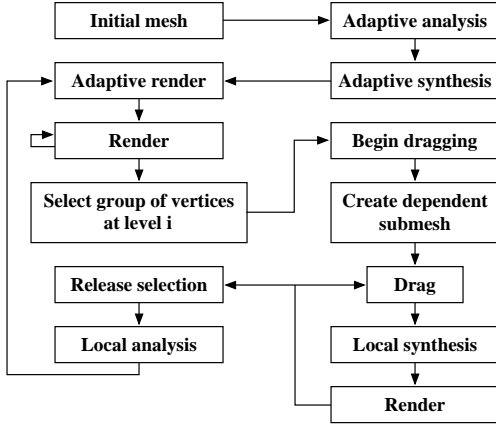 Initial mesh
Adaptive analysis
Adaptive render
Adaptive synthesis
Render
Begin dragging
Select group of vertices
at level i
Create dependent
submesh
Release selection
Drag
Local analysis
Local synthesis
Render